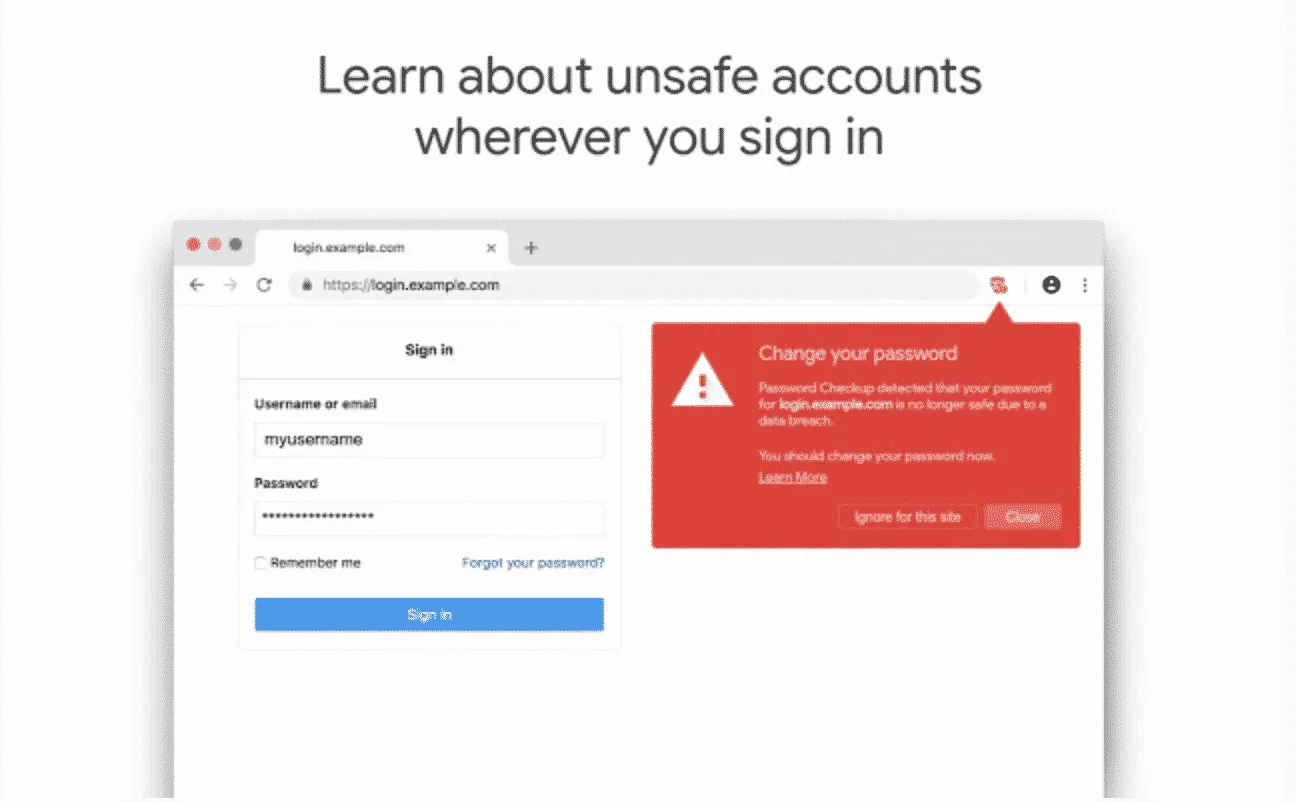 Learn about unsafe accounts
wherever you sign in
login.example.com
https://login.example.com
Sign in
Change your password
Password Checkup detected that your password
for login.example.com is no longer safe due to a
data breach.
You should change your password now.
Learn More
Ignore for this site
Close
Username or email
myusername
Password
*****************
Remember me
Forgot your password?
Sign in